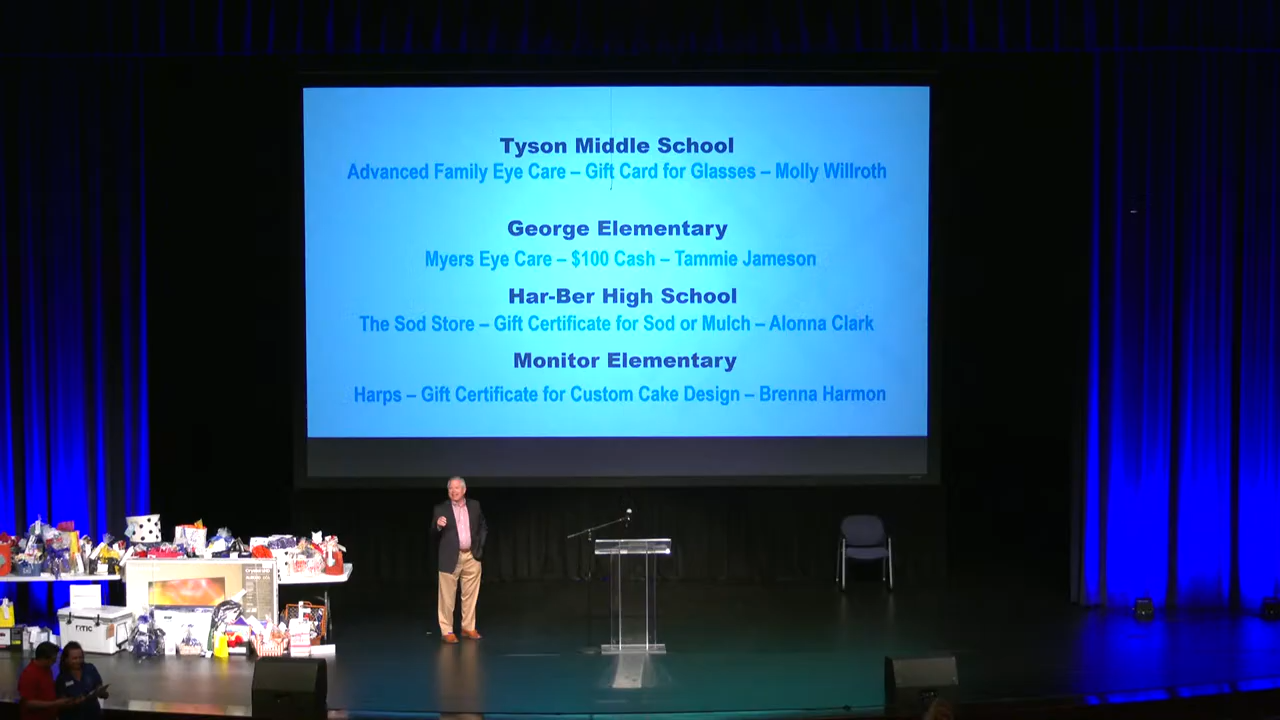 Tyson Middle School
Advanced Family Eye Care – Gift Card for Glasses – Molly Willroth
George Elementary
Myers Eye Care – $100 Cash – Tammie Jameson
Har-Ber High School
The Sod Store – Gift Certificate for Sod or Mulch – Alonna Clark
Monitor Elementary
Harps – Gift Certificate for Custom Cake Design – Brenna Harmon